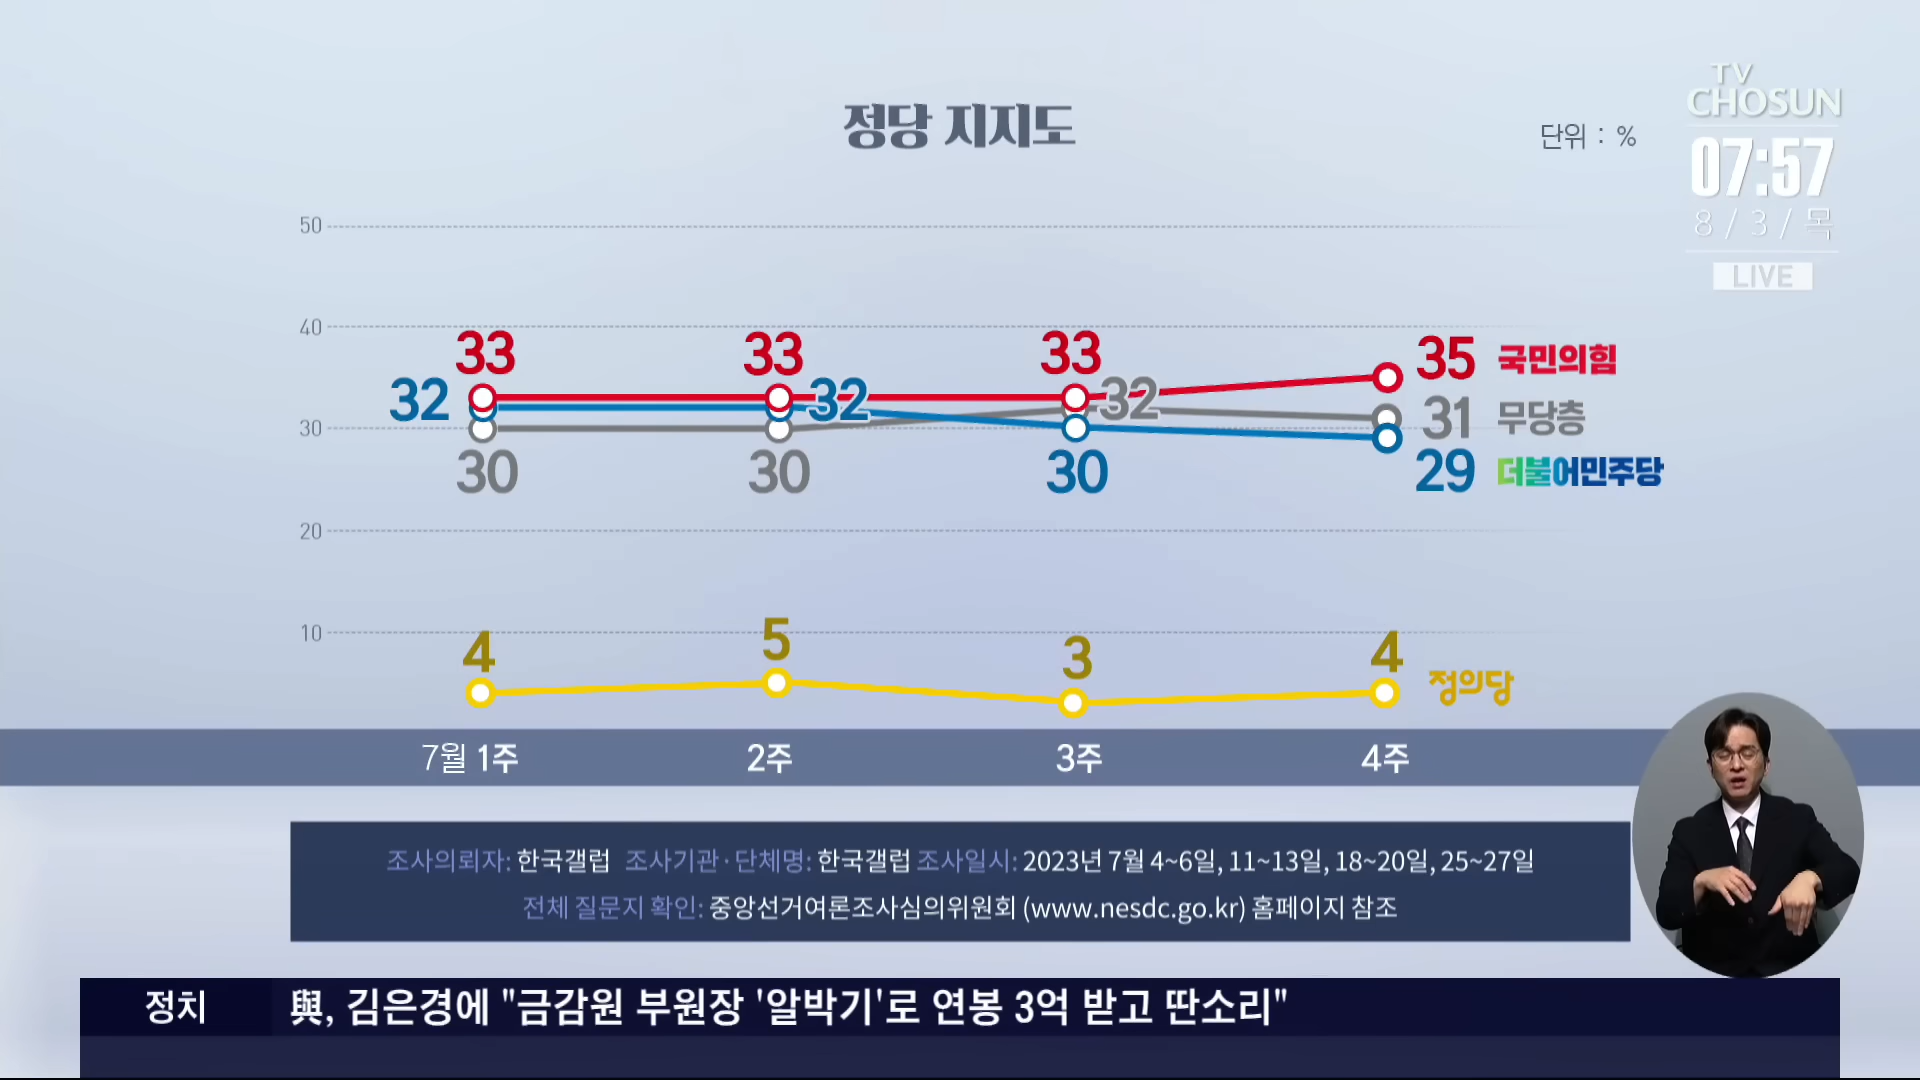 정당 지지도
단위 : %
TV
CHOSUN
07:57
8 / 3 / 목
LIVE
50
40
33 33 33 35 국민의힘
32 32 32 31 무당층
30
30 30 30 29 더불어민주당
20
10
4 5 3 4 정의당
7월 1주 2주 3주 4주
조사의뢰자: 한국갤럽 조사기관·단체명: 한국갤럽 조사일시: 2023년 7월 4~6일, 11~13일, 18~20일, 25~27일
전체 질문지 확인: 중앙선거여론조사심의위원회 (www.nesdc.go.kr) 홈페이지 참조
정치 與, 김은경에 "금감원 부원장 '알박기'로 연봉 3억 받고 딴소리"